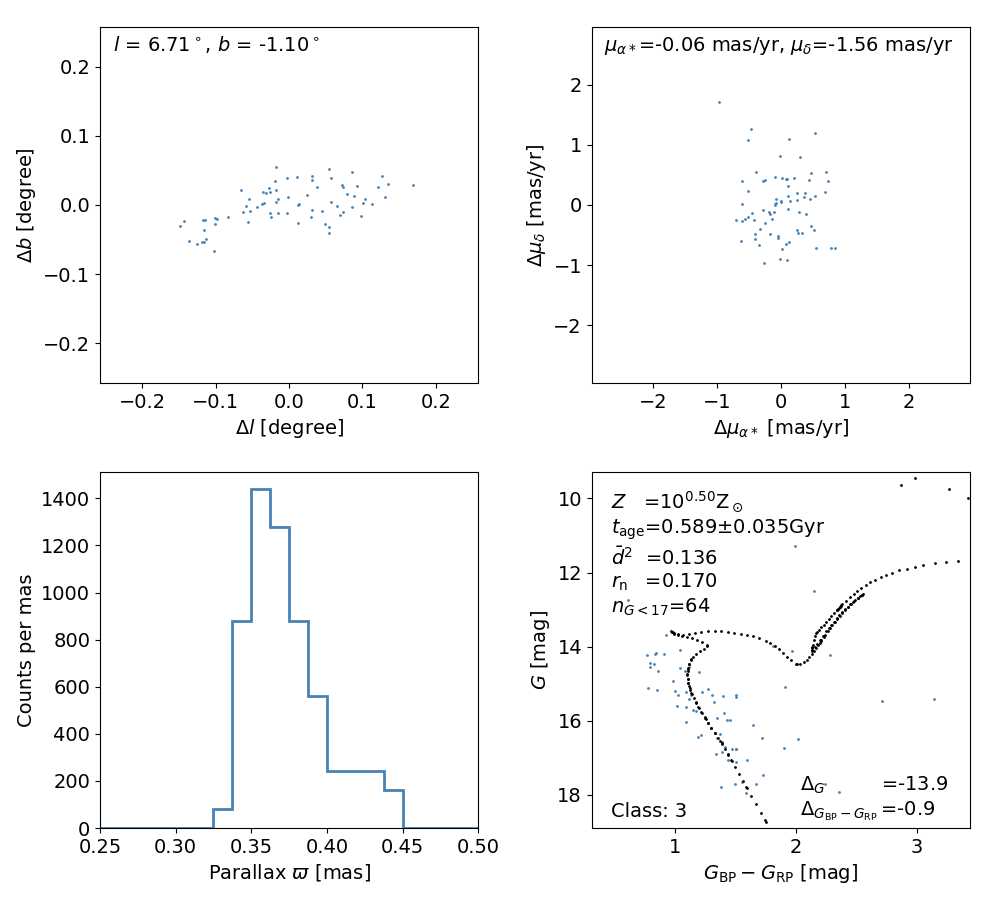 l = 6.71°, b = -1.10°
0.2
0.1
0.0
−0.1
−0.2
Δb [degree]
−0.2 −0.1 0.0 0.1 0.2
Δl [degree]
μα*=-0.06 mas/yr, μδ=-1.56 mas/yr
2
1
0
−1
−2
Δμδ [mas/yr]
−2 −1 0 1 2
Δμα* [mas/yr]
1400
1200
1000
800
600
400
200
0
Counts per mas
0.25 0.30 0.35 0.40 0.45 0.50
Parallax ϖ [mas]
10
12
14
16
18
G [mag]
Z =10^0.50 Z⊙
t_age=0.589±0.035Gyr
d̄² =0.136
r_n =0.170
n_G<17=64
Δ_G =-13.9
Δ_GBP−GRP =-0.9
Class: 3
1 2 3
G_BP − G_RP [mag]